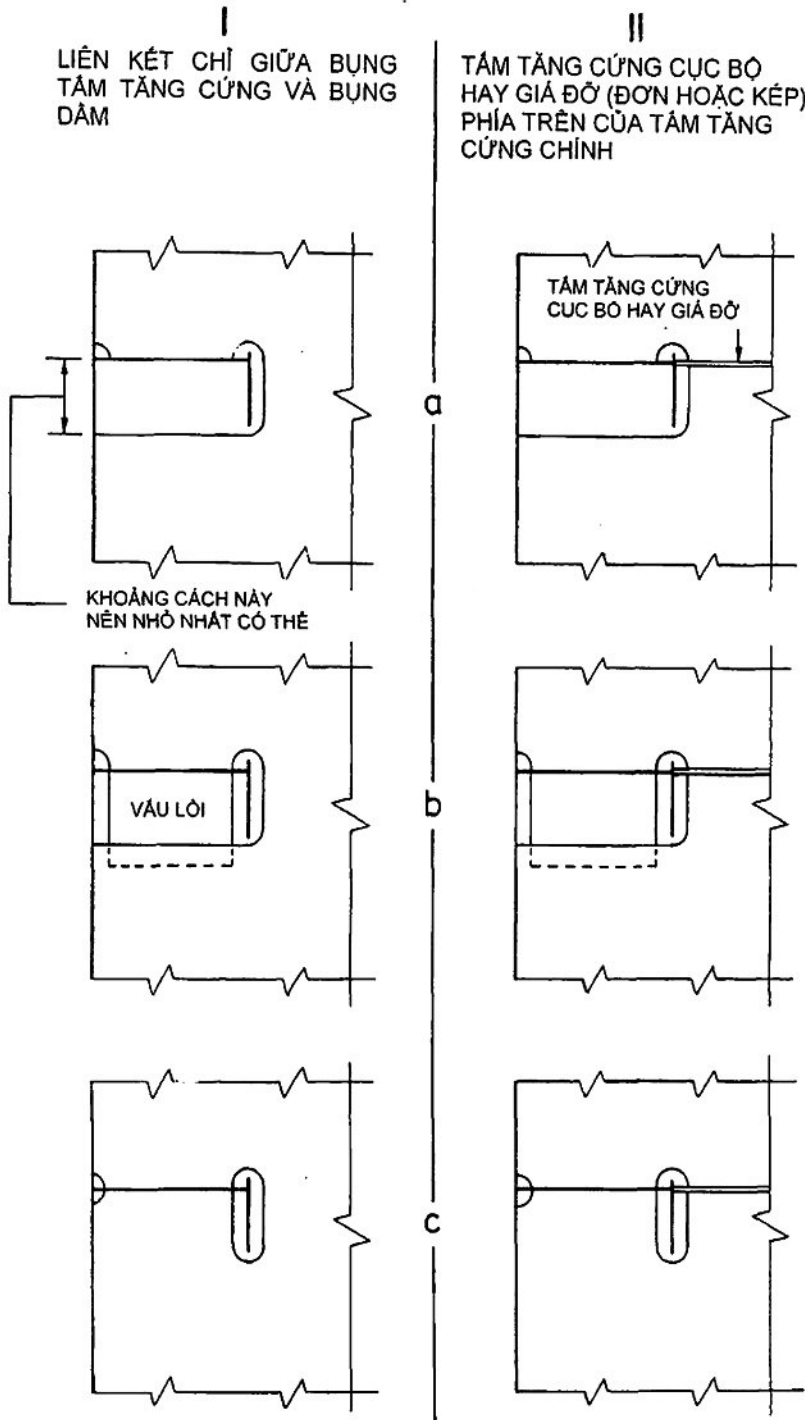 I
LIÊN KẾT CHỈ GIỮA BỤNG
TẤM TĂNG CỨNG VÀ BỤNG
DẦM
II
TẤM TĂNG CỨNG CỤC BỘ
HAY GIÁ ĐỠ (ĐƠN HOẶC KÉP)
PHÍA TRÊN CỦA TẤM TĂNG
CỨNG CHÍNH
TẤM TĂNG CỨNG
CỤC BỘ HAY GIÁ ĐỠ
a
KHOẢNG CÁCH NÀY
NÊN NHỎ NHẤT CÓ THỂ
VẤU LỒI
b
c